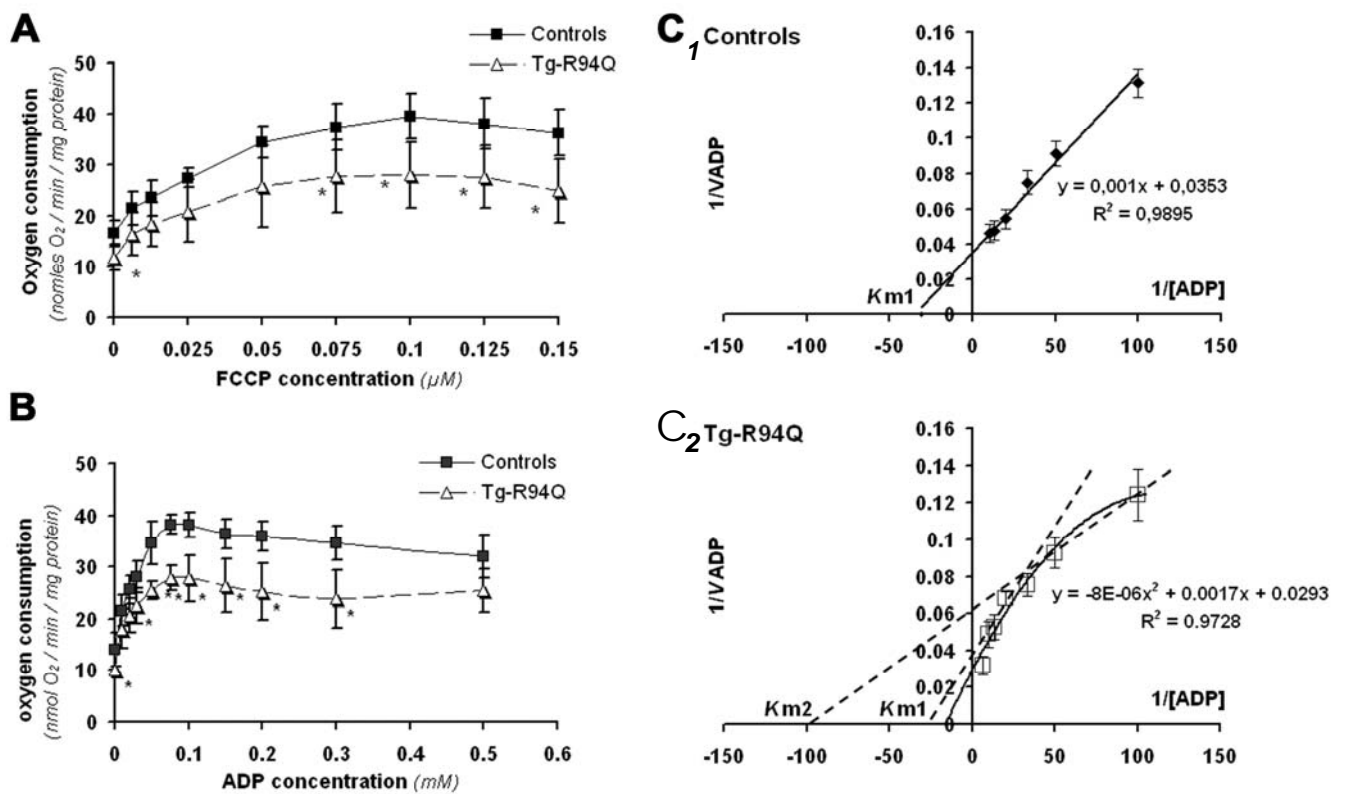 A
Controls
Tg-R94Q
Oxygen consumption
(nomles O₂ / min / mg protein)
50
40
30
20
10
0
*
*
*
*
*
0 0.025 0.05 0.075 0.1 0.125 0.15
FCCP concentration (µM)
B
Controls
Tg-R94Q
oxygen consumption
(nmol O₂ / min / mg protein)
50
40
30
20
10
0
* * * * * * * *
0 0.1 0.2 0.3 0.4 0.5 0.6
ADP concentration (mM)
C1 Controls
1/VADP
0.16
0.14
0.12
0.1
0.08
0.06
0.04
0.02
0
y = 0,001x + 0,0353
R² = 0,9895
Km1
1/[ADP]
-150 -100 -50 0 50 100 150
C2 Tg-R94Q
1/VADP
0.16
0.14
0.12
0.1
0.08
0.06
0.04
0.02
0
y = -8E-06x² + 0.0017x + 0.0293
R² = 0.9728
Km2 Km1
1/[ADP]
-150 -100 -50 0 50 100 150